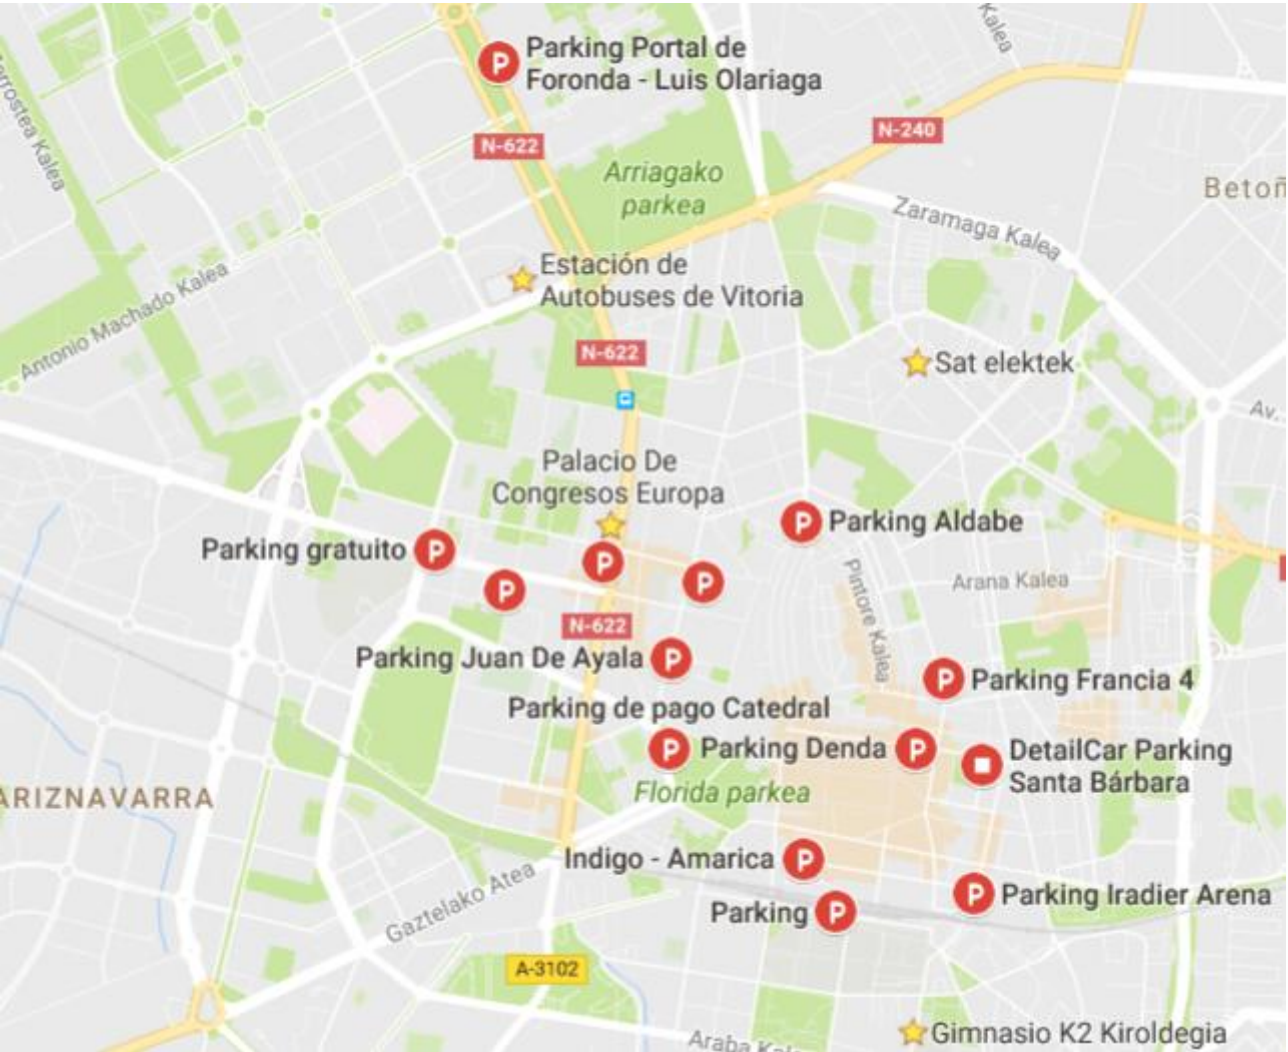 Kalea
Parking Portal de
Foronda - Luis Olariaga
N-240
N-622
Arriagako
parkea
Zaramaga Kalea
Estación de
Autobuses de Vitoria
Antonio Machado Kalea
N-622
Sat elektek
Av...
Palacio De
Congresos Europa
Parking gratuito
P
P
P
P
P
Parking Aldabe
Pintore Kalea
Arana Kalea
N-622
Parking Juan De Ayala
P
P
Parking Francia 4
Parking de pago Catedral
P
Parking Denda
P
DetailCar Parking
Santa Bárbara
ARIZNAVARRA
Florida parkea
Indigo - Amarica
P
Gaztelako Atea
P
Parking Iradier Arena
Parking
P
A-3102
Gimnasio K2 Kiroldegia
P